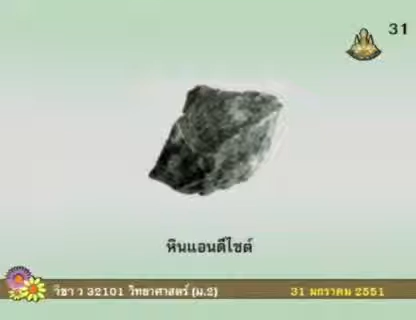 31
หินแอนดีไซต์
วิชา ว 32101 วิทยาศาสตร์ (ม.2)
31 มกราคม 2551